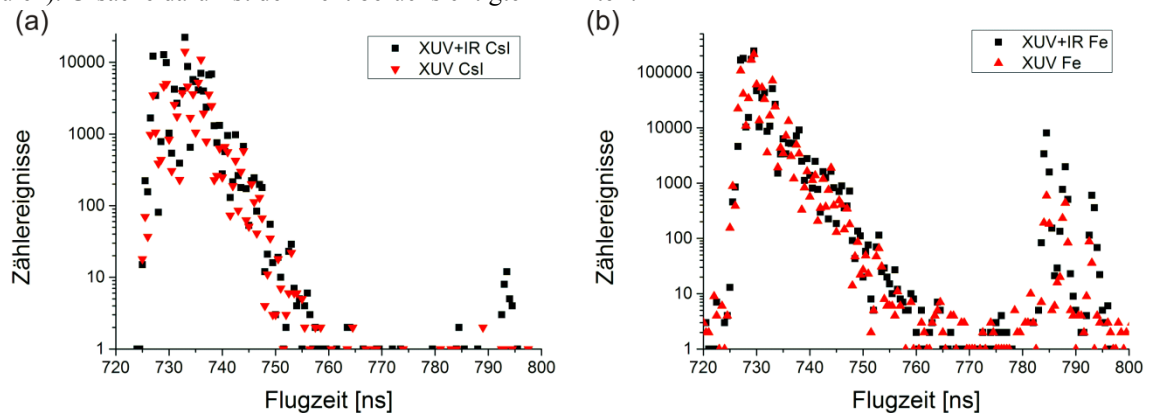 (a)
(b)
XUV+IR CsI
XUV CsI
XUV+IR Fe
XUV Fe
Zählereignisse
10000
1000
100
10
1
720 730 740 750 760 770 780 790 800
Flugzeit [ns]
Zählereignisse
100000
10000
1000
100
10
1
720 730 740 750 760 770 780 790 800
Flugzeit [ns]